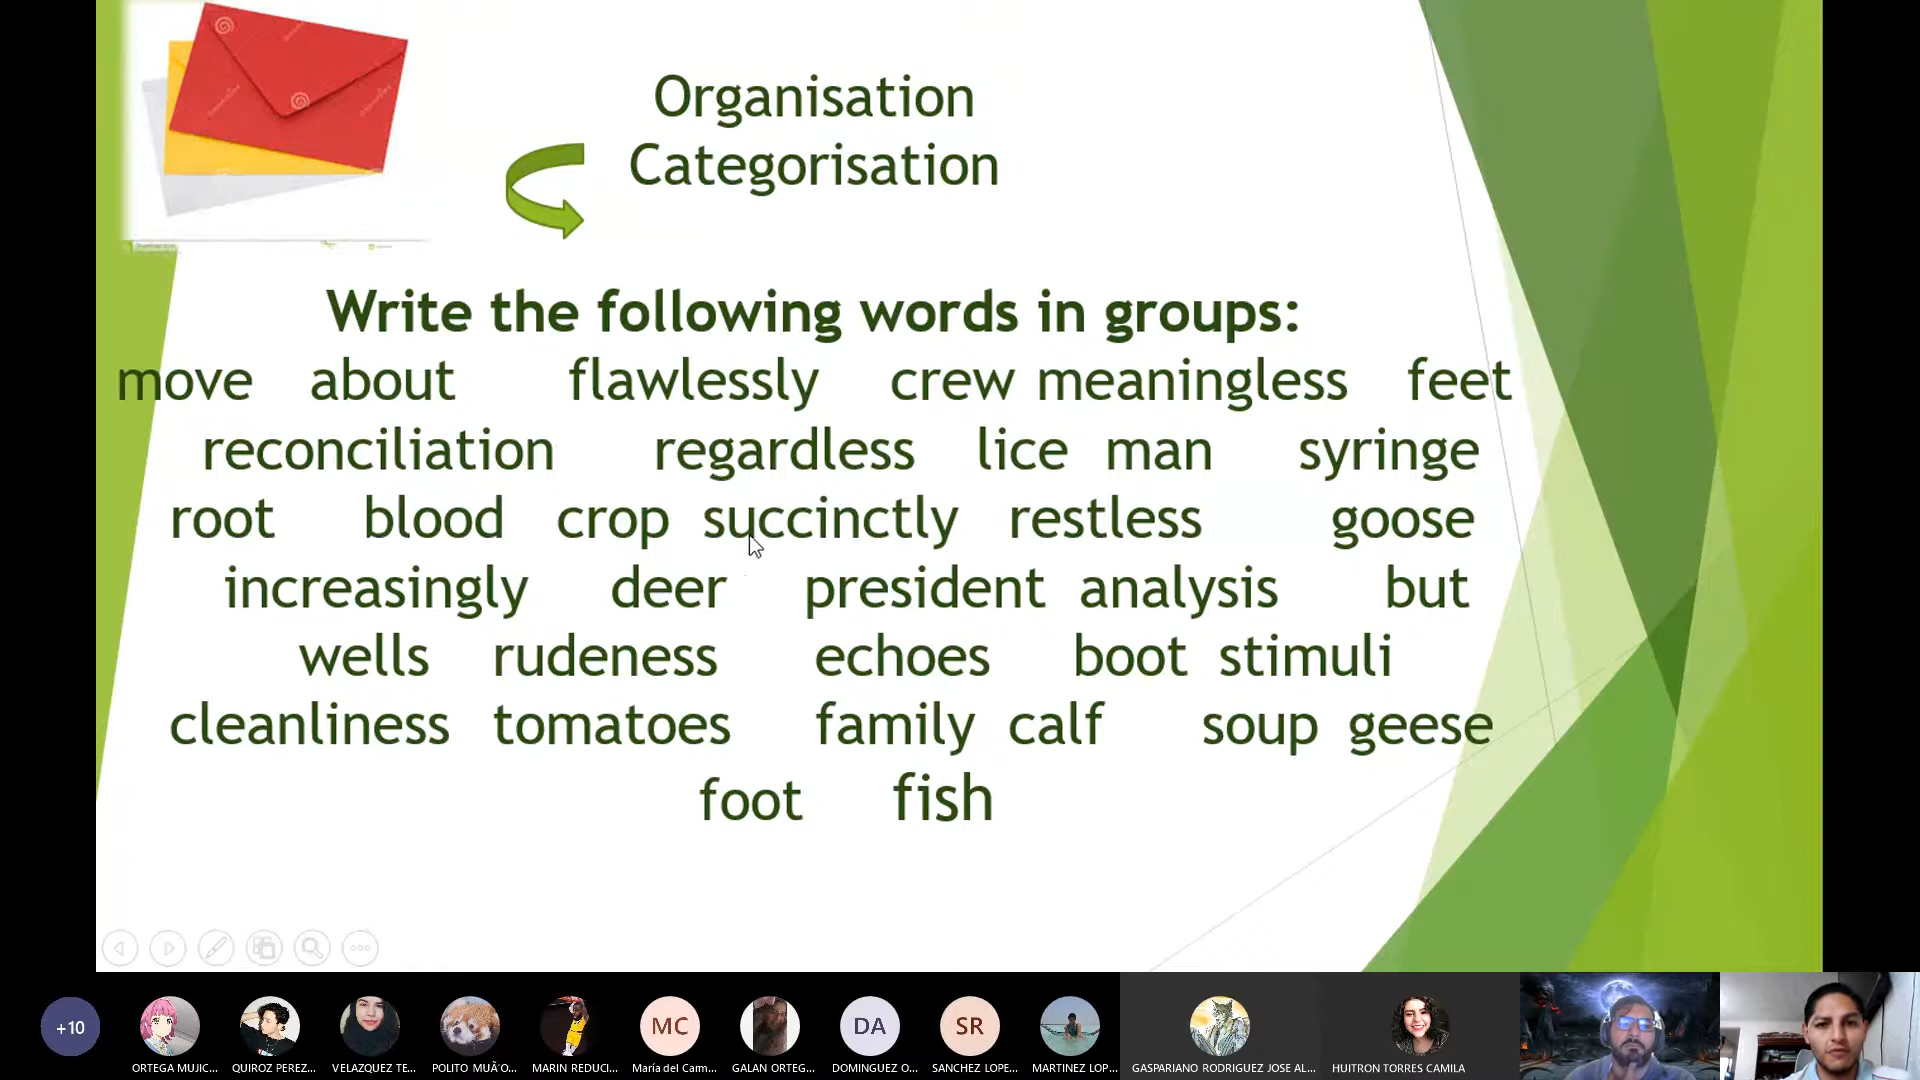 Organisation
Categorisation
Write the following words in groups:
move about flawlessly crew meaningless feet
reconciliation regardless lice man syringe
root blood crop succinctly restless goose
increasingly deer president analysis but
wells rudeness echoes boot stimuli
cleanliness tomatoes family calf soup geese
foot fish
+10
MC
DA
SR
ORTEGA MUJIC... QUIROZ PEREZ... VELAZQUEZ TE... POLITO MUÃ'O... MARIN REDUCI... María del Carm... GALAN ORTEG... DOMINGUEZ O... SANCHEZ LOPE... MARTINEZ LOP... GASPARIANO RODRIGUEZ JOSE AL... HUITRON TORRES CAMILA